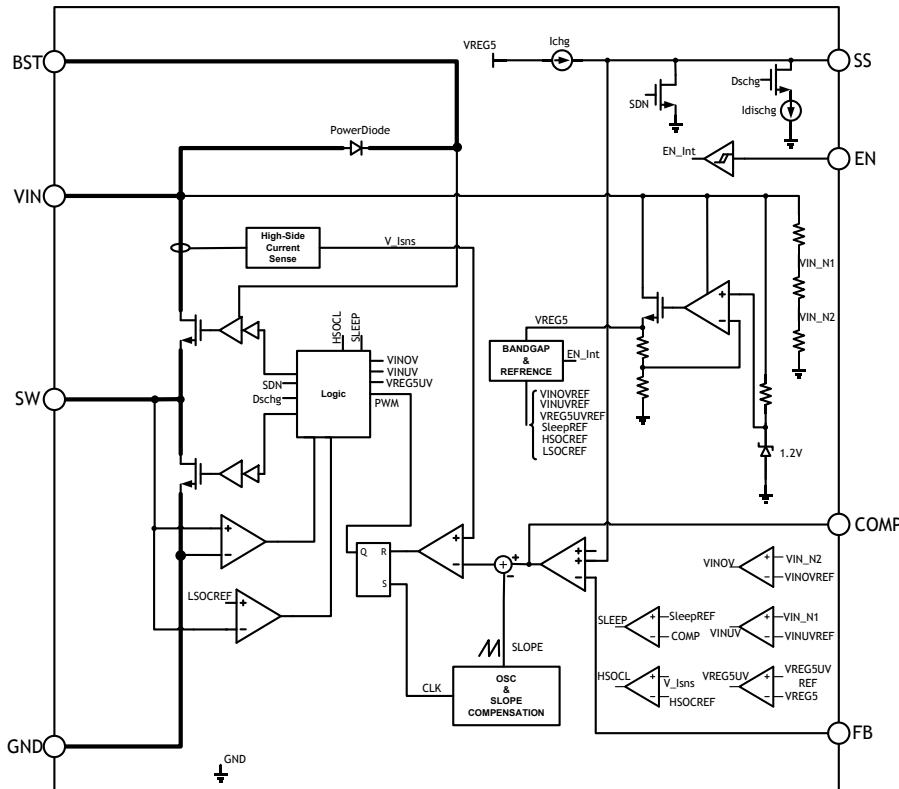 BST
VREG5
Ichg
SS
SDN
Dschg
Idischg
PowerDiode
EN_Int
EN
VIN
High-Side
Current
Sense
V_Isns
VIN_N1
VIN_N2
HSOCL
SLEEP
VREG5
BANDGAP
&
REFRENCE
EN_Int
VINOV
VINUV
VREG5UV
PWM
Logic
SDN
Dschg
SW
VINOVREF
VINUVREF
VREG5UVREF
SleepREF
HSOCREF
LSOCREF
1.2V
+
-
COMP
+
-
Q
R
S
+
-
+
+
-
+
+
+
-
VINOV
+
-
VIN_N2
VINOVREF
LSOCREF
+
-
SLEEP
+
-
SleepREF
COMP
VINUV
+
-
VIN_N1
VINUVREF
SLOPE
CLK
OSC
&
SLOPE
COMPENSATION
HSOCL
+
-
V_Isns
HSOCREF
VREG5UV
+
-
VREG5UV
REF
VREG5
FB
GND
GND